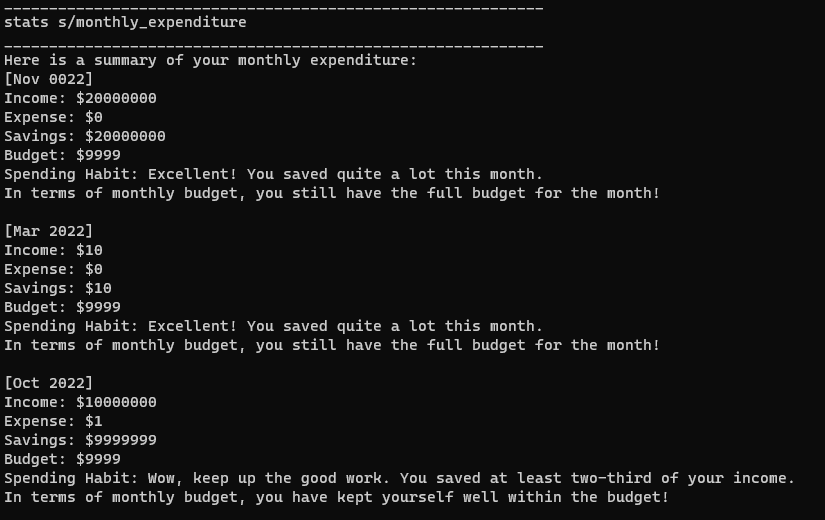 ____________________________________________________________
stats s/monthly_expenditure
____________________________________________________________
Here is a summary of your monthly expenditure:
[Nov 0022]
Income: $20000000
Expense: $0
Savings: $20000000
Budget: $9999
Spending Habit: Excellent! You saved quite a lot this month.
In terms of monthly budget, you still have the full budget for the month!

[Mar 2022]
Income: $10
Expense: $0
Savings: $10
Budget: $9999
Spending Habit: Excellent! You saved quite a lot this month.
In terms of monthly budget, you still have the full budget for the month!

[Oct 2022]
Income: $10000000
Expense: $1
Savings: $9999999
Budget: $9999
Spending Habit: Wow, keep up the good work. You saved at least two-third of your income.
In terms of monthly budget, you have kept yourself well within the budget!